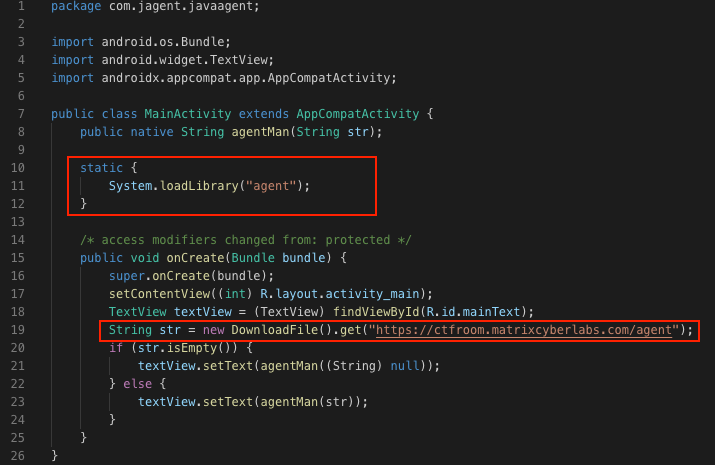 1 package com.jagent.javaagent;
2
3 import android.os.Bundle;
4 import android.widget.TextView;
5 import androidx.appcompat.app.AppCompatActivity;
6
7 public class MainActivity extends AppCompatActivity {
8 public native String agentMan(String str);
9
10 static {
11 System.loadLibrary("agent");
12 }
13
14 /* access modifiers changed from: protected */
15 public void onCreate(Bundle bundle) {
16 super.onCreate(bundle);
17 setContentView((int) R.layout.activity_main);
18 TextView textView = (TextView) findViewById(R.id.mainText);
19 String str = new DownloadFile().get("https://ctfroom.matrixcyberlabs.com/agent");
20 if (str.isEmpty()) {
21 textView.setText(agentMan((String) null));
22 } else {
23 textView.setText(agentMan(str));
24 }
25 }
26 }